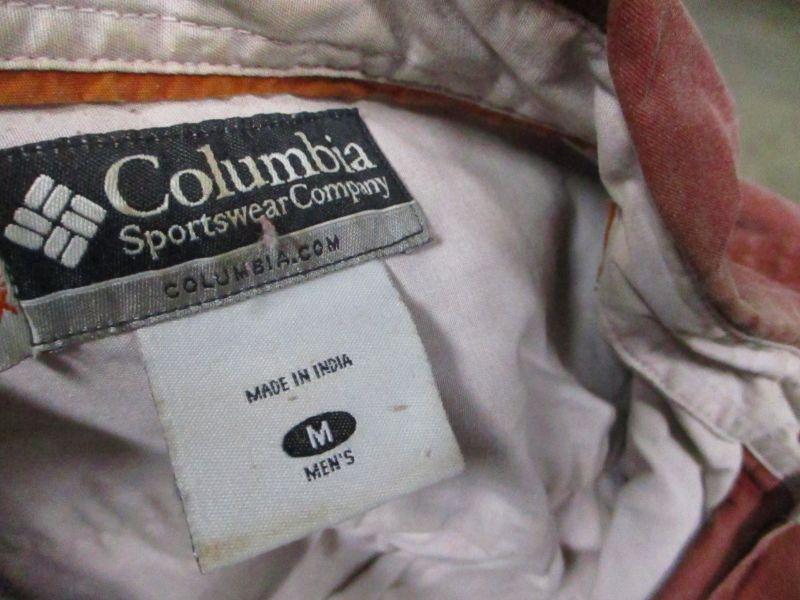 Columbia
Sportswear Company
COLUMBIA.COM
MADE IN INDIA
M
MEN'S